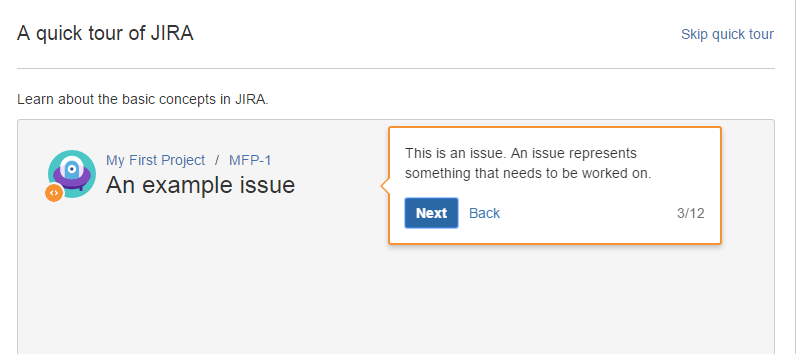 A quick tour of JIRA
Skip quick tour
Learn about the basic concepts in JIRA.
My First Project / MFP-1
An example issue
This is an issue. An issue represents
something that needs to be worked on.
Next Back 3/12